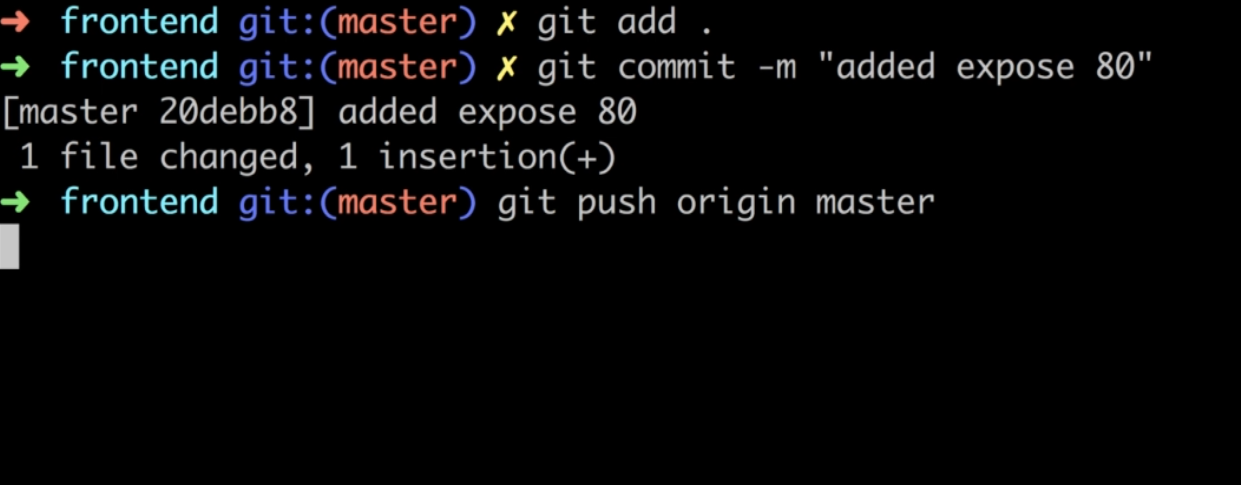 ➜ frontend git:(master) ✗ git add .
➜ frontend git:(master) ✗ git commit -m "added expose 80"
[master 20debb8] added expose 80
 1 file changed, 1 insertion(+)
➜ frontend git:(master) git push origin master